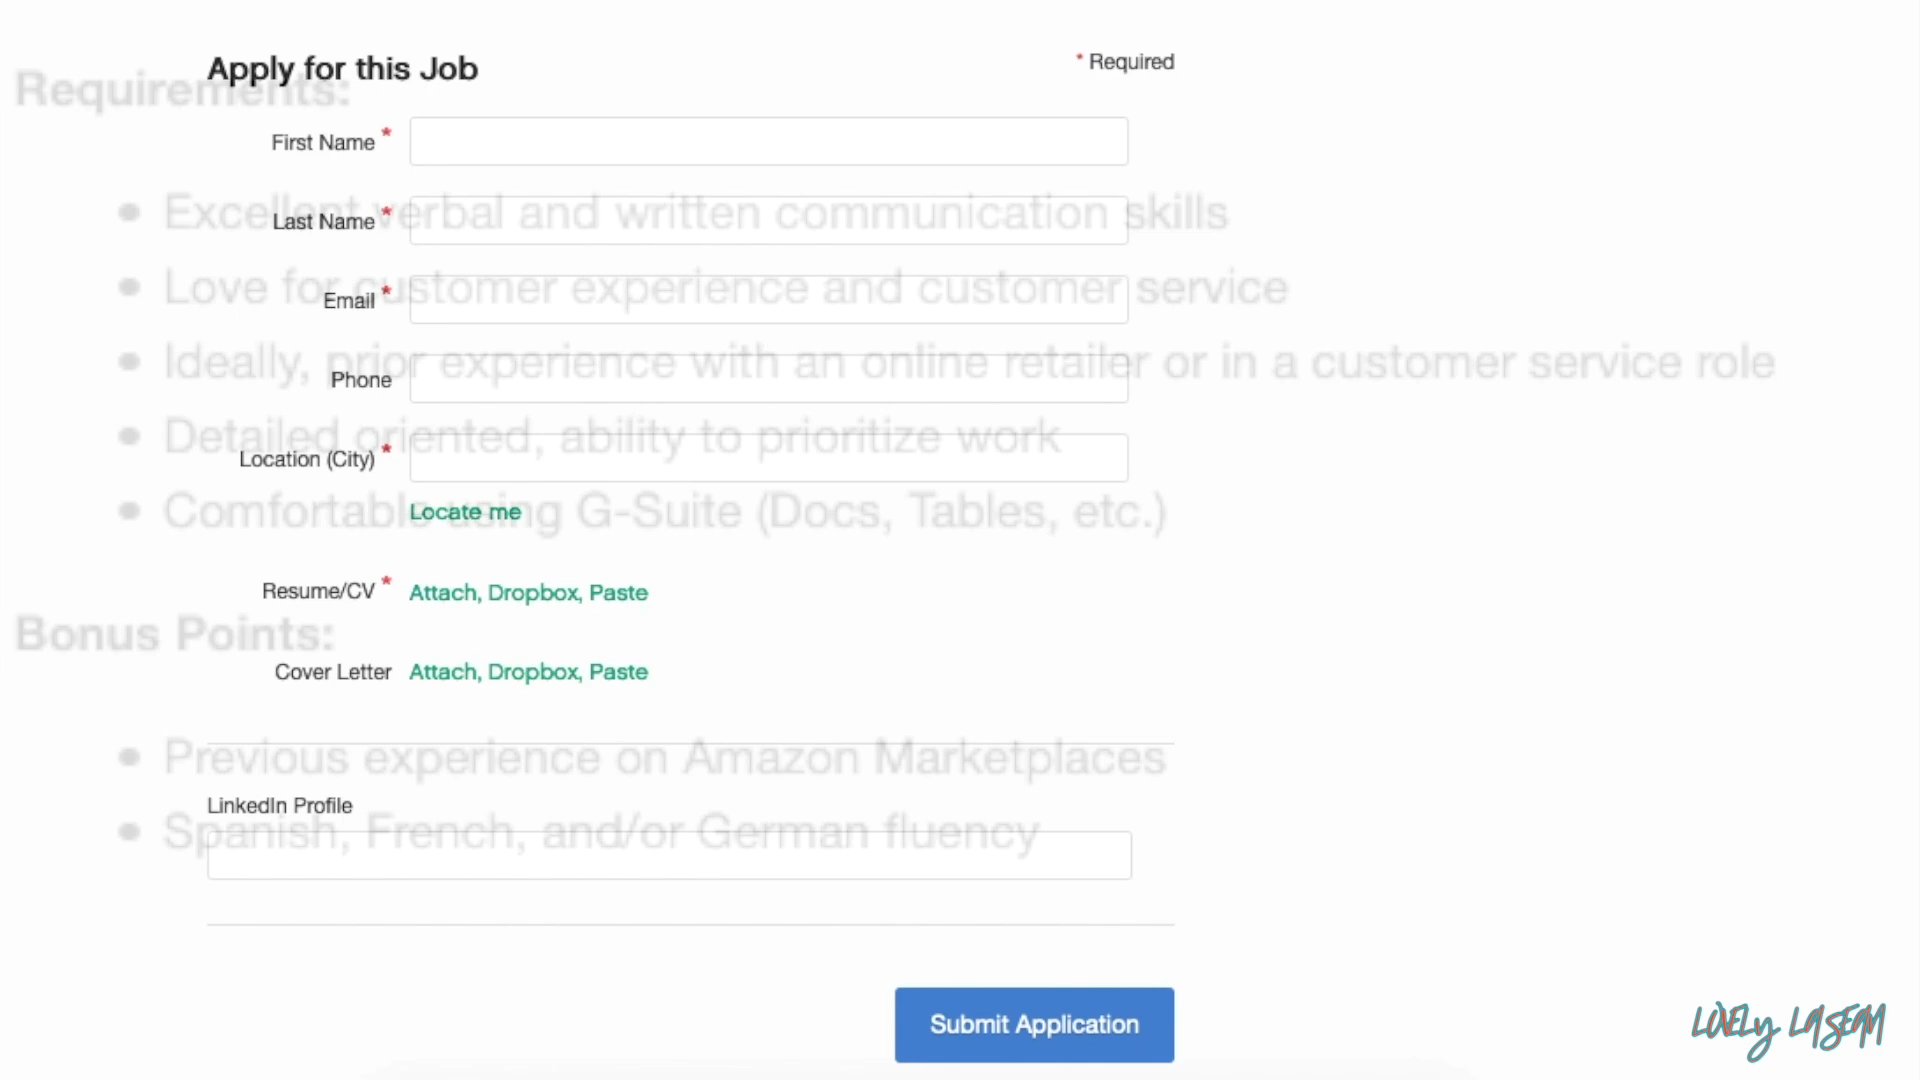 Apply for this Job
* Required
Requirements:
First Name *
Excellent verbal and written communication skills
Last Name *
Love for customer experience and customer service
Email *
Ideally, prior experience with an online retailer or in a customer service role
Phone
Detailed oriented, ability to prioritize work
Location (City) *
Comfortable using G-Suite (Docs, Tables, etc.)
Locate me
Resume/CV * Attach, Dropbox, Paste
Bonus Points:
Cover Letter Attach, Dropbox, Paste
Previous experience on Amazon Marketplaces
LinkedIn Profile
Spanish, French, and/or German fluency
Submit Application
LOVELY LASEAM